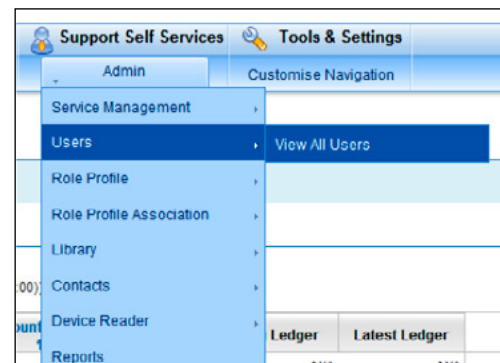 Support Self Services Tools & Settings
Admin Customise Navigation
Service Management
Users View All Users
Role Profile
Role Profile Association
Library
:00)) Contacts
Device Reader
Ledger Latest Ledger
Reports